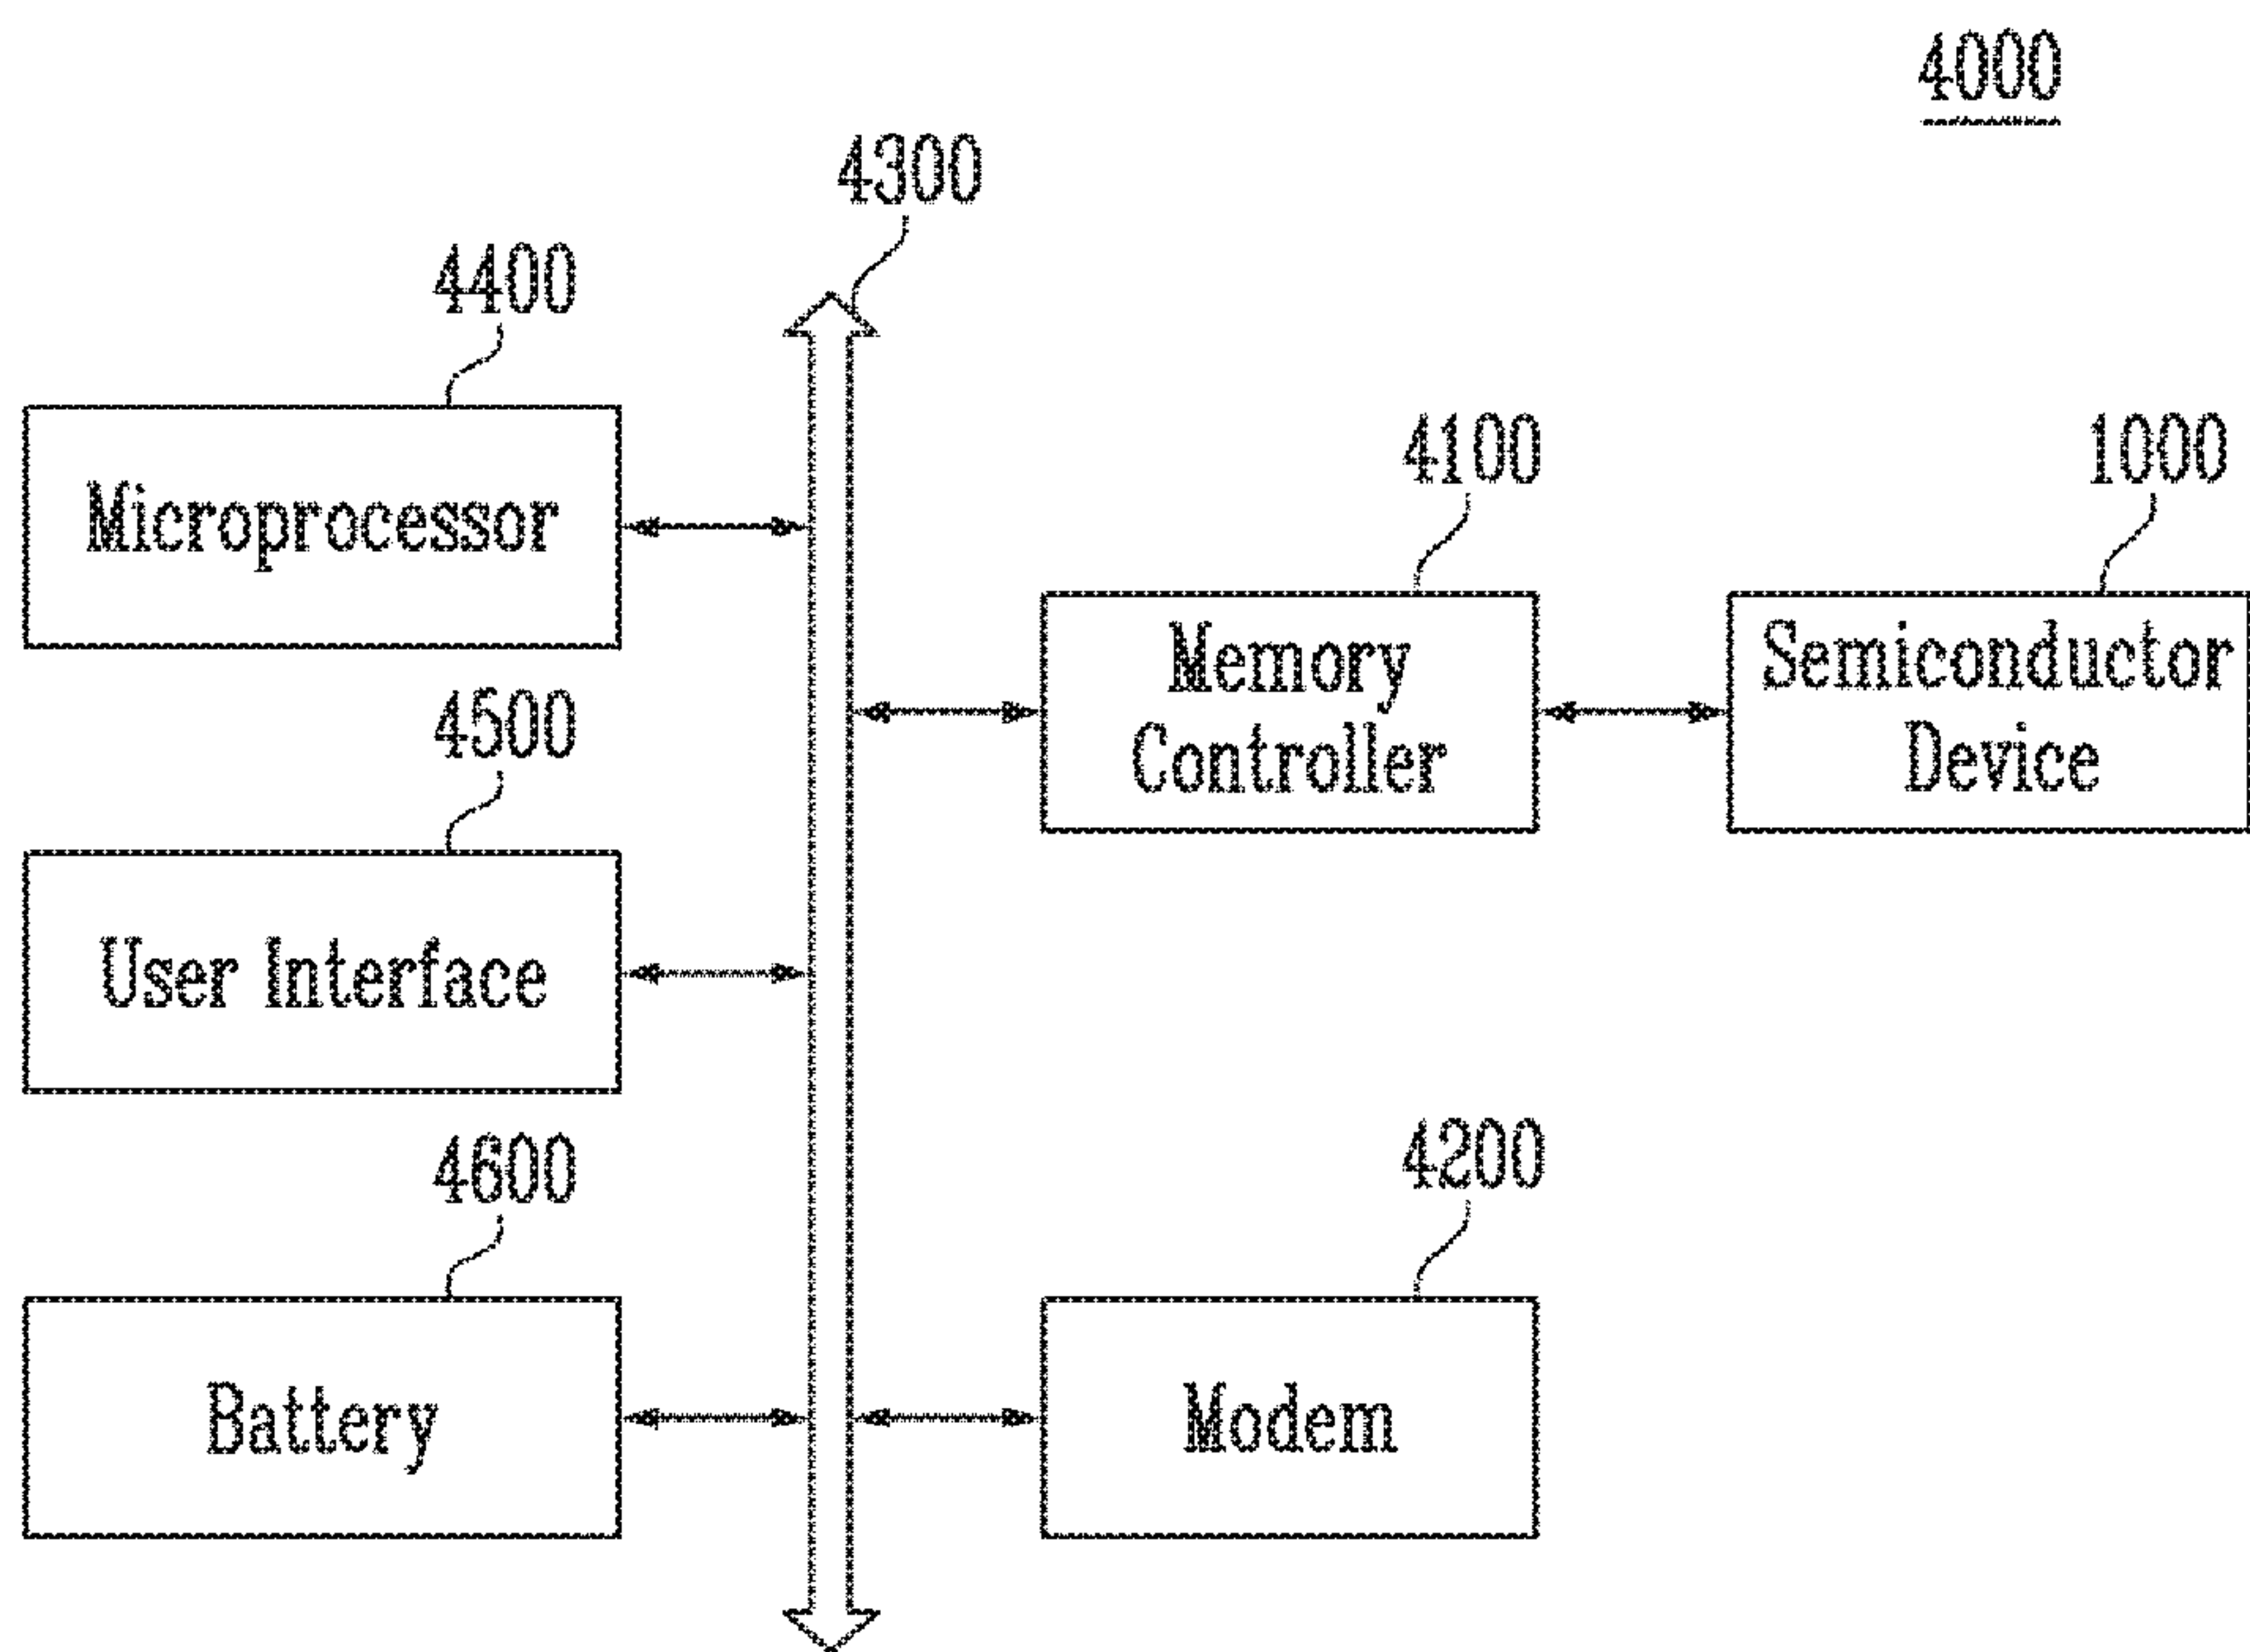 4000
4300
4400
Microprocessor
4100
1000
Memory
Controller
Semiconductor
Device
4500
User Interface
4600
Battery
4200
Modem